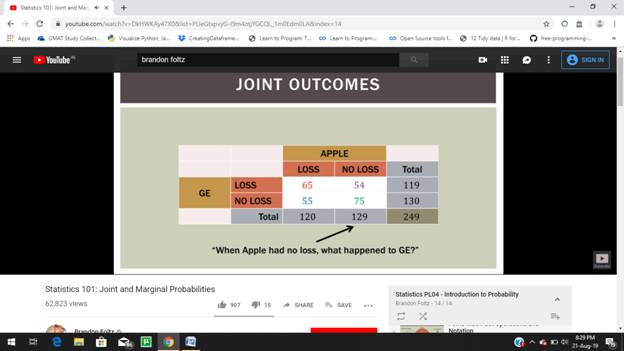 Statistics 101: Joint and Mar
youtube.com/watch?v=DkHWKAy47X0&list=PLIeGtxpvyG-I9m4ztjYGCQL_1m0Edm0LA&index=14
Apps GMAT Study Collect... Visualize Python, Ja... CreatingDataframe... Learn to Program: T... Learn to Program:... Open Source tools f... 12 Tidy data | R for... free-programming-... Other bookmarks
YouTube
brandon foltz
SIGN IN
JOINT OUTCOMES
APPLE
LOSS NO LOSS Total
GE
LOSS 65 54 119
NO LOSS 55 75 130
Total 120 129 249
"When Apple had no loss, what happened to GE?"
Statistics 101: Joint and Marginal Probabilities
62,823 views
907 15 SHARE SAVE
Statistics PL04 - Introduction to Probability
Brandon Foltz - 14 / 16
Notation
Brandon Foltz
8:29 PM
21-Aug-19